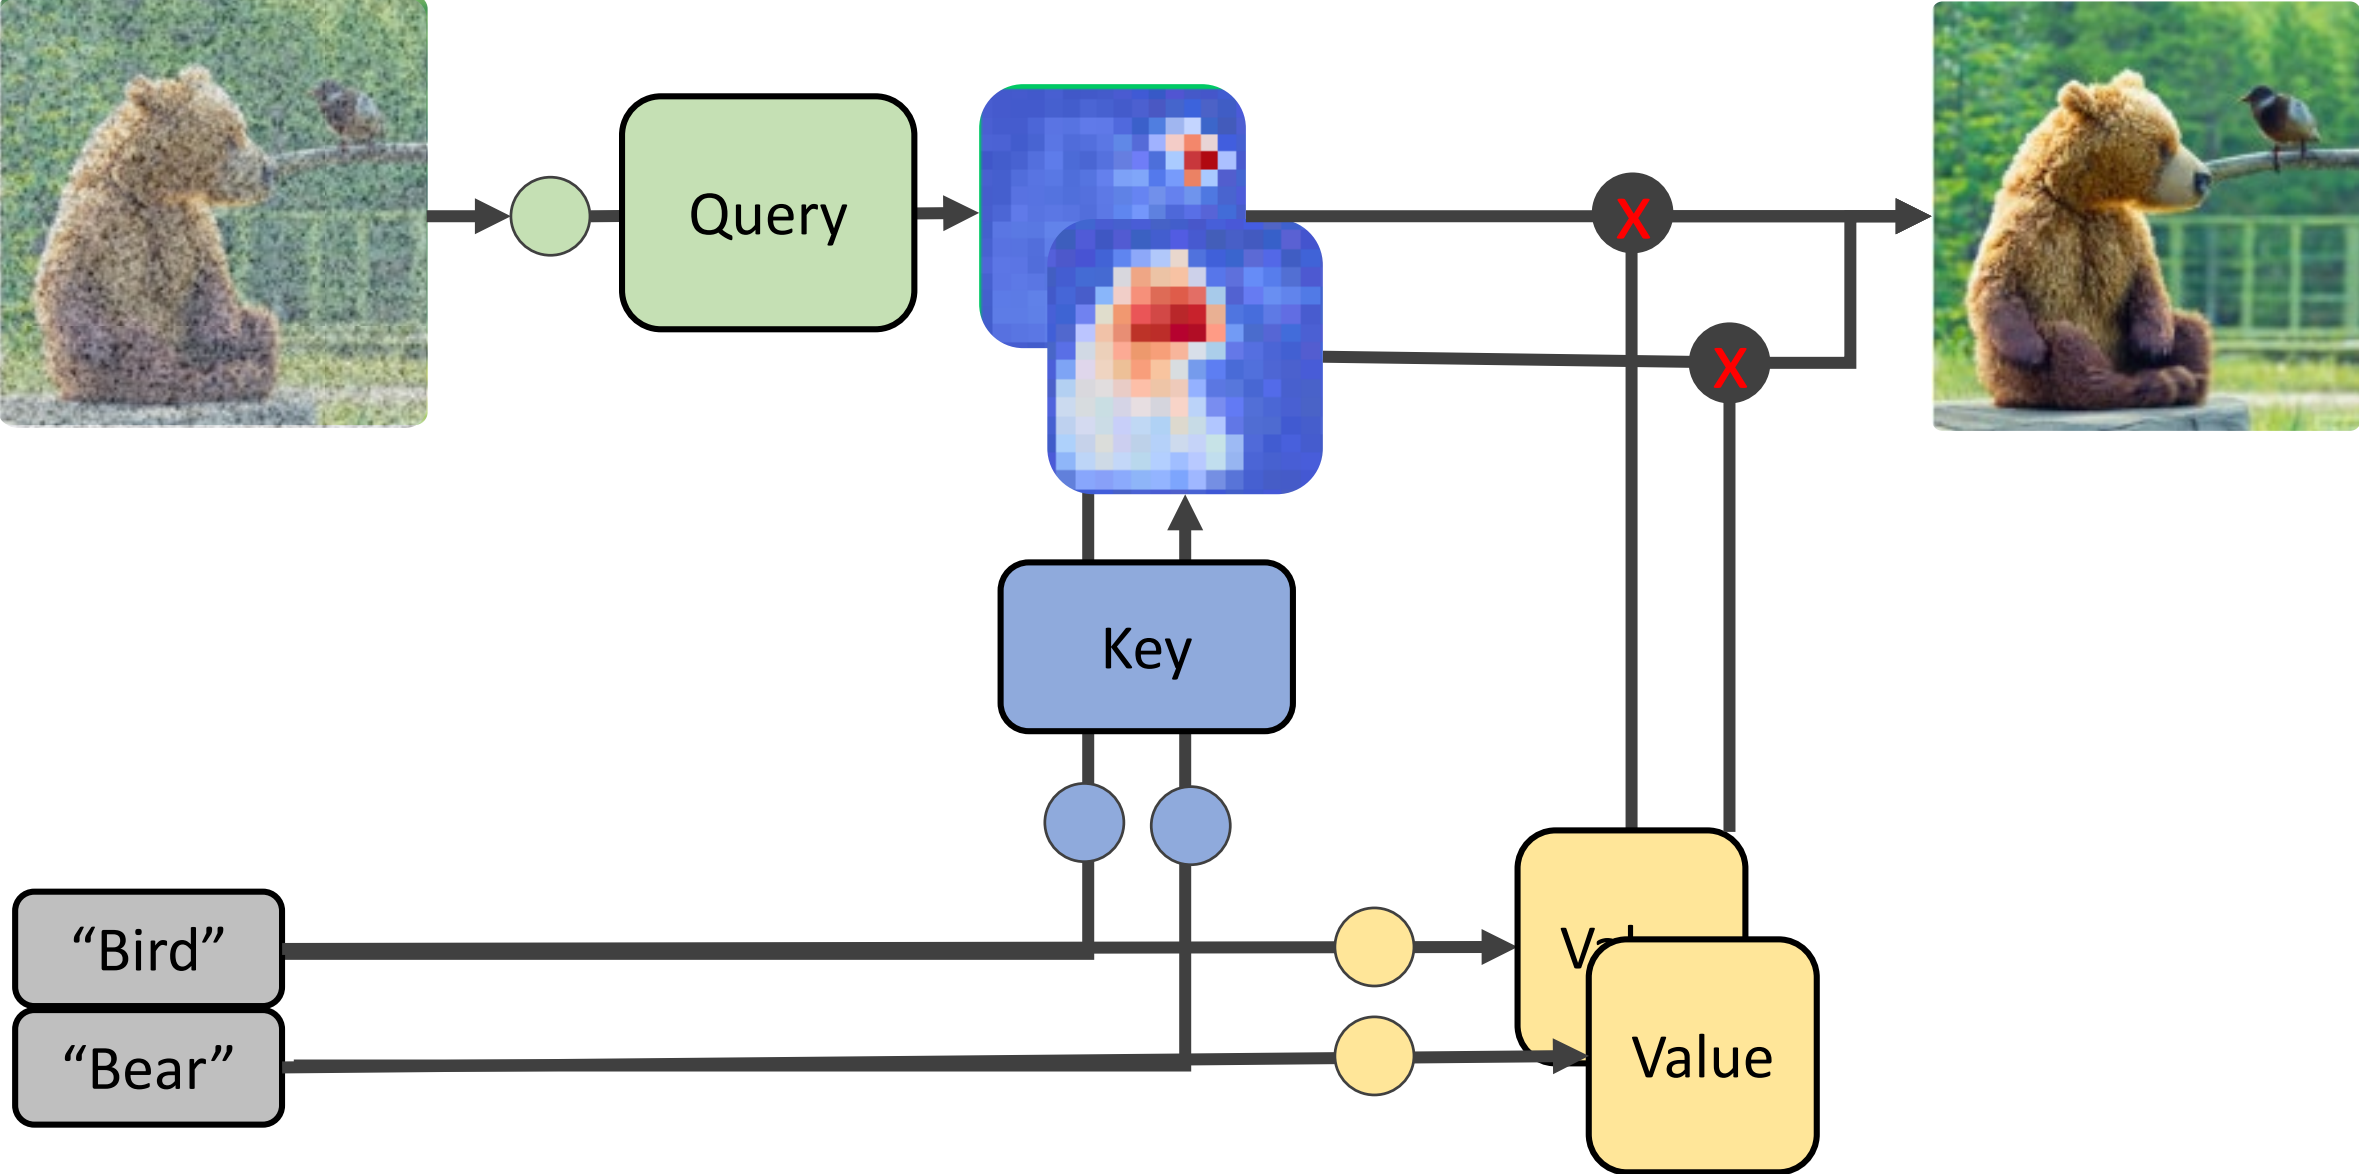 Query
X
X
Key
“Bird”
“Bear”
Value